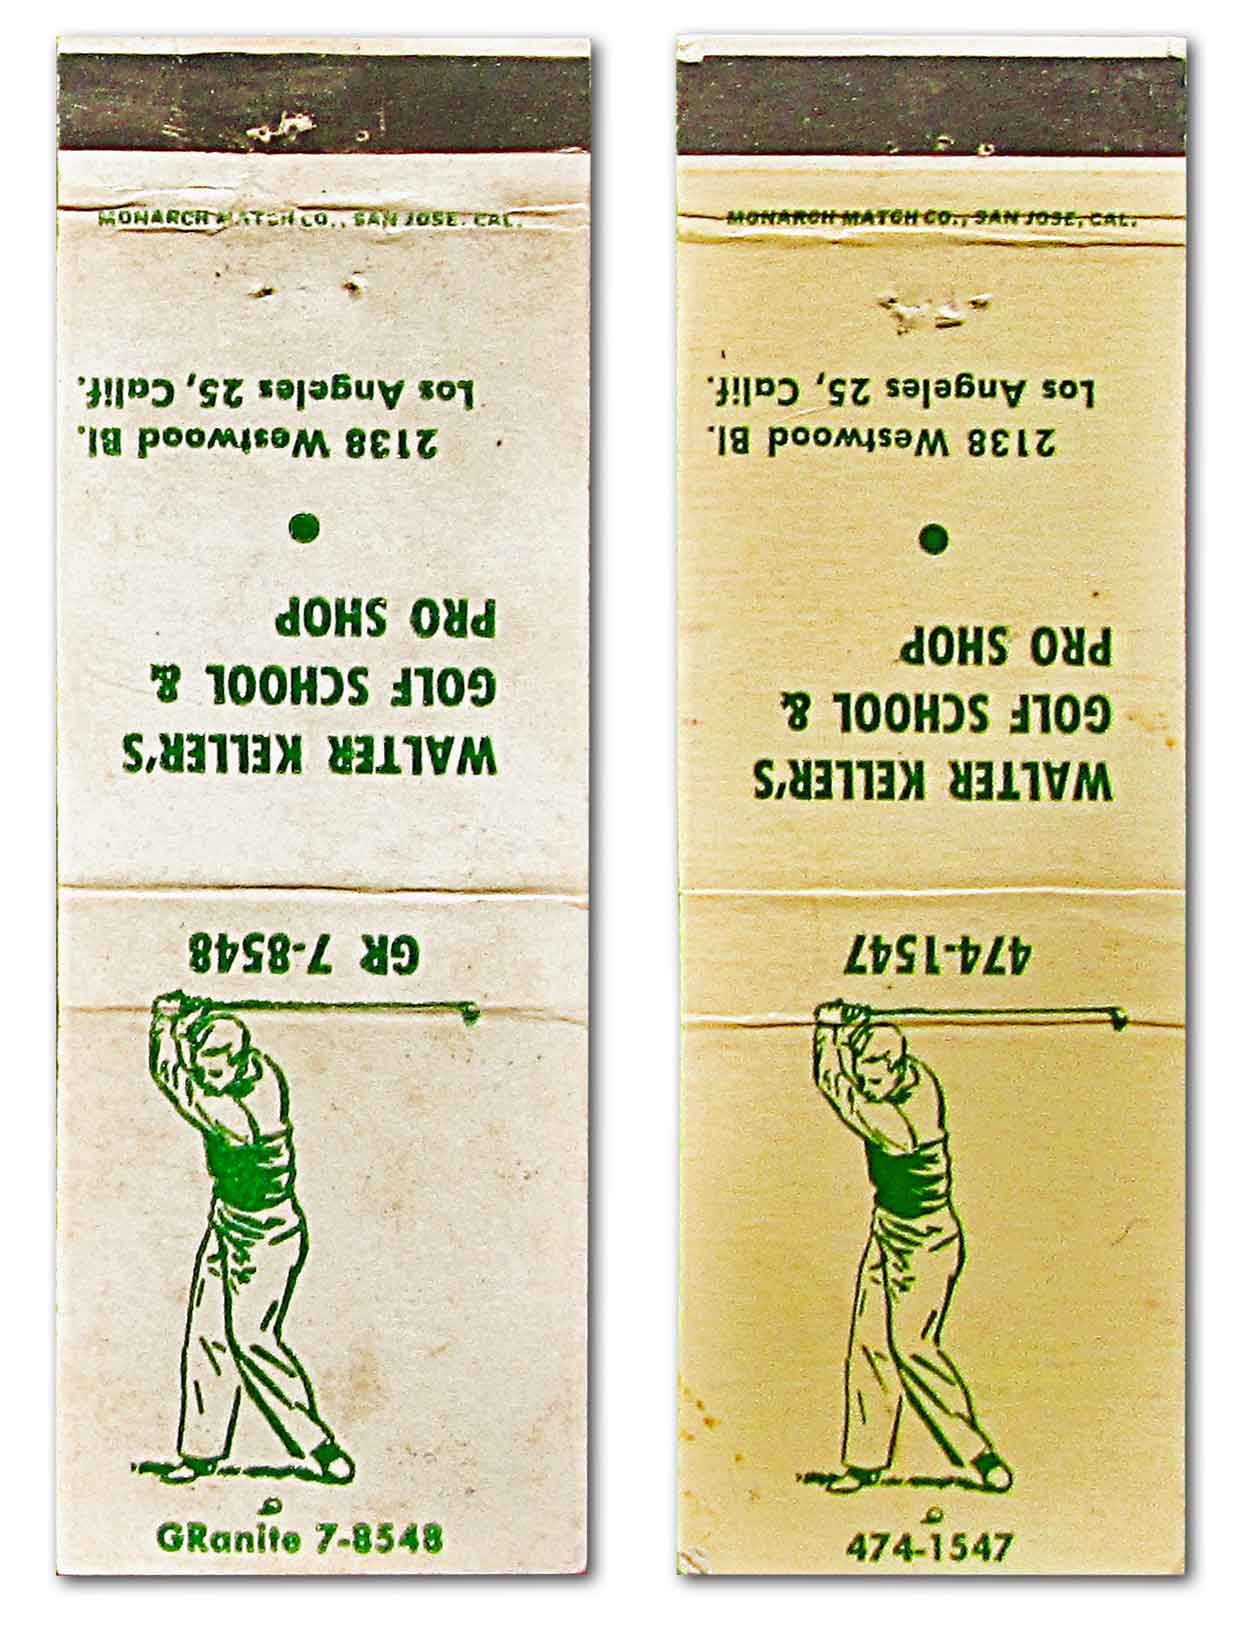 MONARCH MATCH CO., SAN JOSE, CAL.
GR 7-8548
WALTER KELLER'S
GOLF SCHOOL &
PRO SHOP
2138 Westwood Bl.
Los Angeles 25, Calif.
GRanite 7-8548
MONARCH MATCH CO., SAN JOSE, CAL.
474-1547
WALTER KELLER'S
GOLF SCHOOL &
PRO SHOP
2138 Westwood Bl.
Los Angeles 25, Calif.
474-1547